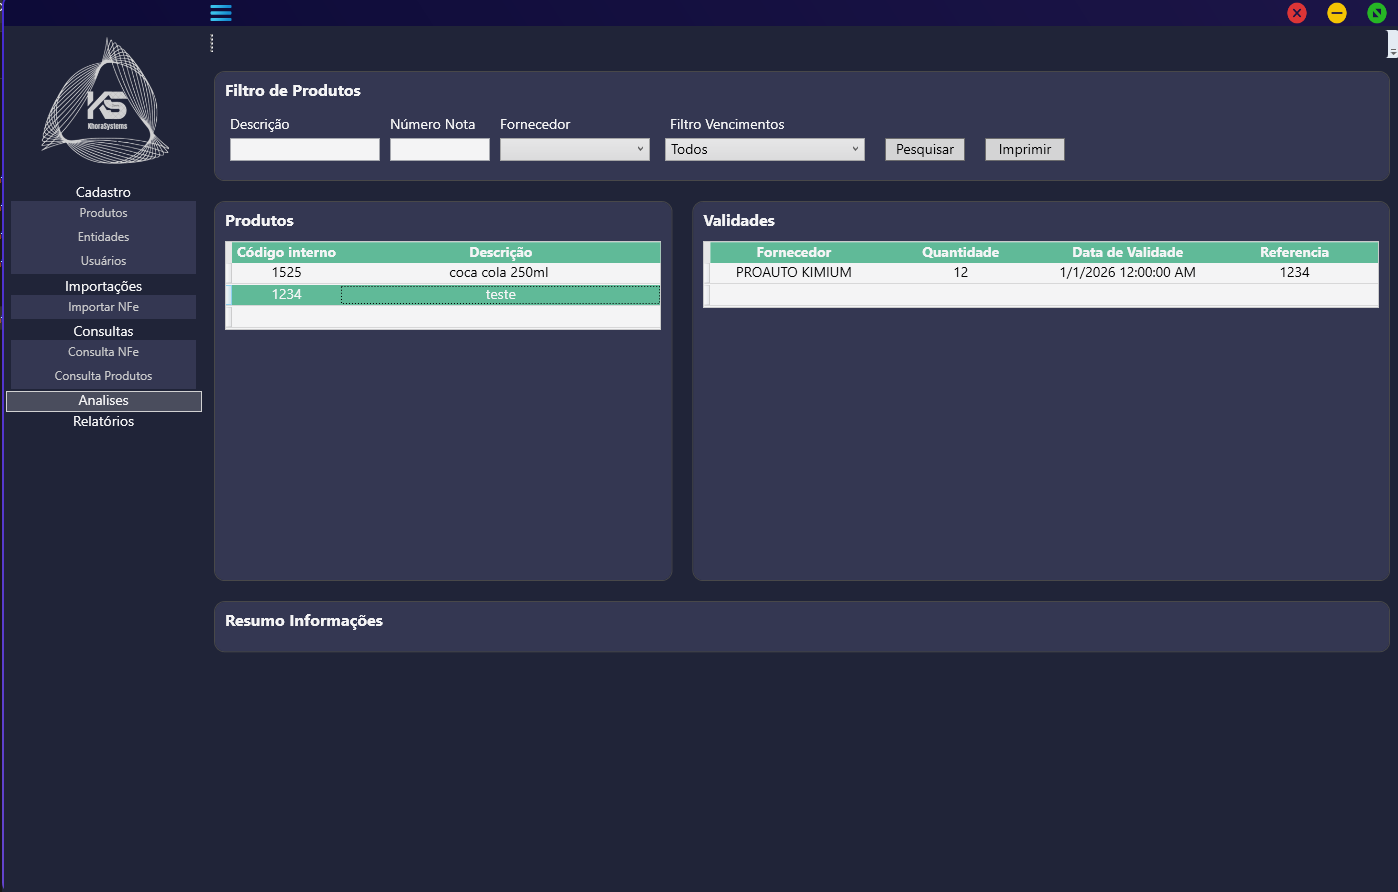 KS
KhoraSystems
Cadastro
Produtos
Entidades
Usuários
Importações
Importar NFe
Consultas
Consulta NFe
Consulta Produtos
Analises
Relatórios
Filtro de Produtos
Descrição Número Nota Fornecedor Filtro Vencimentos
Todos Pesquisar Imprimir
Produtos
Código interno Descrição
1525 coca cola 250ml
1234 teste
Validades
Fornecedor Quantidade Data de Validade Referencia
PROAUTO KIMIUM 12 1/1/2026 12:00:00 AM 1234
Resumo Informações